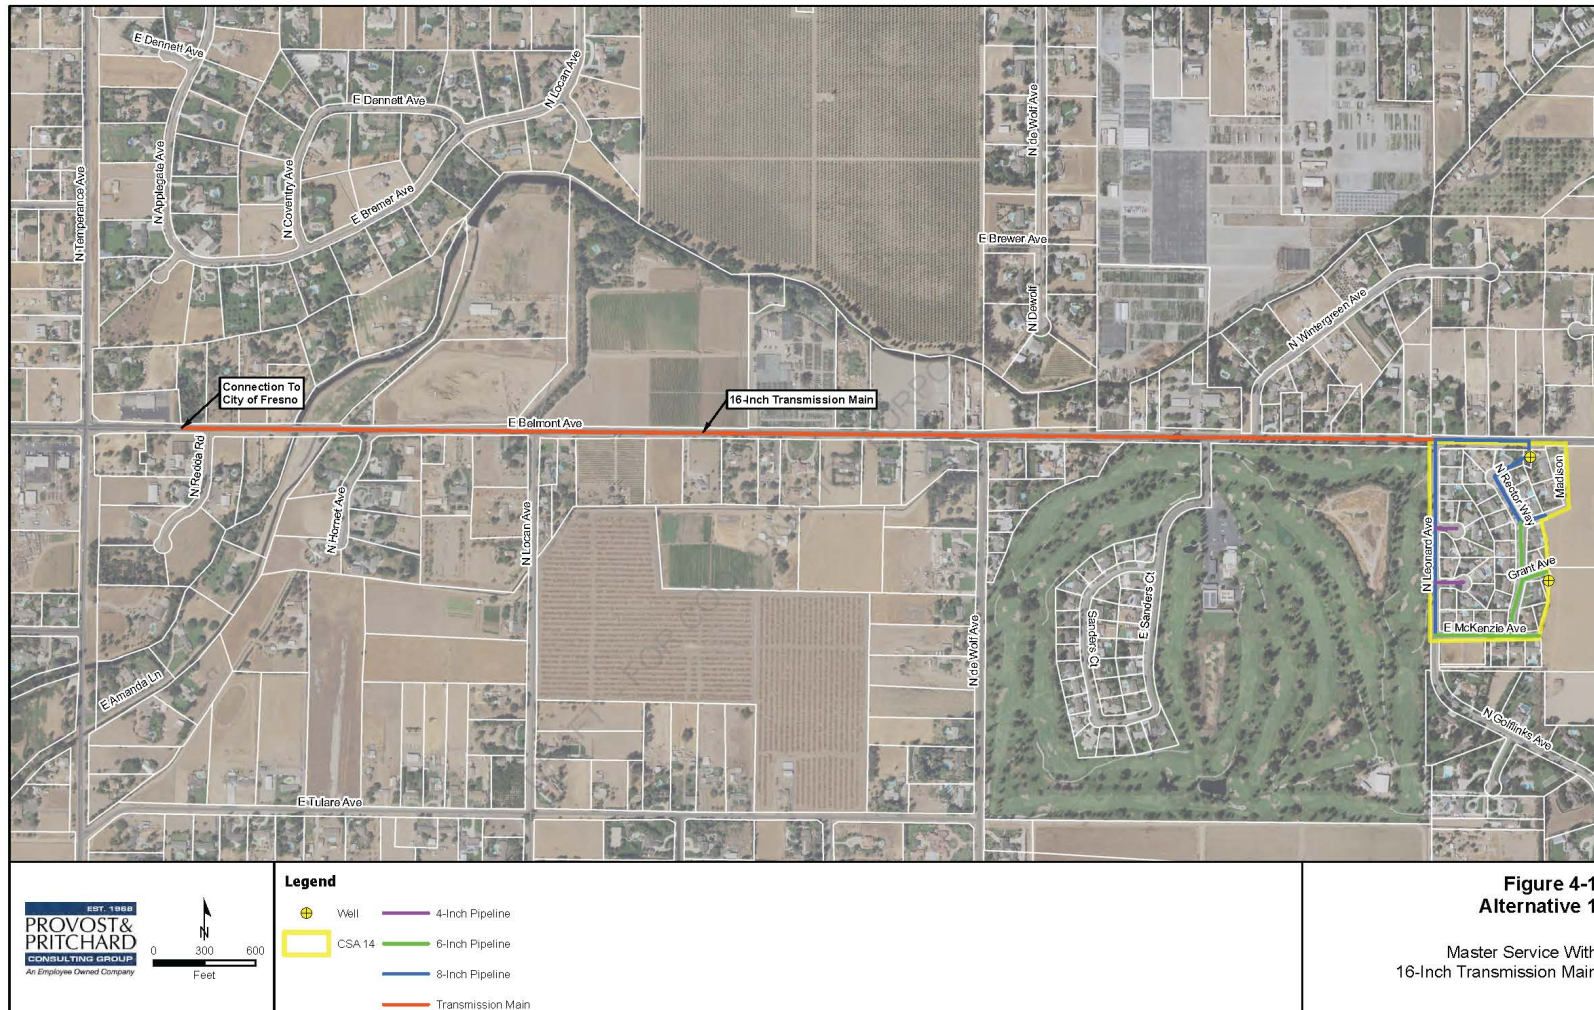 E Dennett Ave
N Locan Ave
E Dennett Ave
N de Wolf Ave
N Temperance Ave
N Applegate Ave
N Coventry Ave
E Bremer Ave
E Brewer Ave
N Dewolf
N Wintergreen Ave
Connection To
City of Fresno
16-Inch Transmission Main
E Belmont Ave
N Redda Rd
N Hornet Ave
N Locan Ave
N de Wolf Ave
Sanders Ct
E Sanders Ct
N Leonard Ave
N Rector Way
Madison
Grant Ave
E McKenzie Ave
N Golflinks Ave
E Amanda Ln
E Tulare Ave
EST. 1968
PROVOST&
PRITCHARD
CONSULTING GROUP
An Employee Owned Company
N
0 300 600
Feet
Legend
Well
CSA 14
4-Inch Pipeline
6-Inch Pipeline
8-Inch Pipeline
Transmission Main
Figure 4-1
Alternative 1
Master Service With
16-Inch Transmission Main